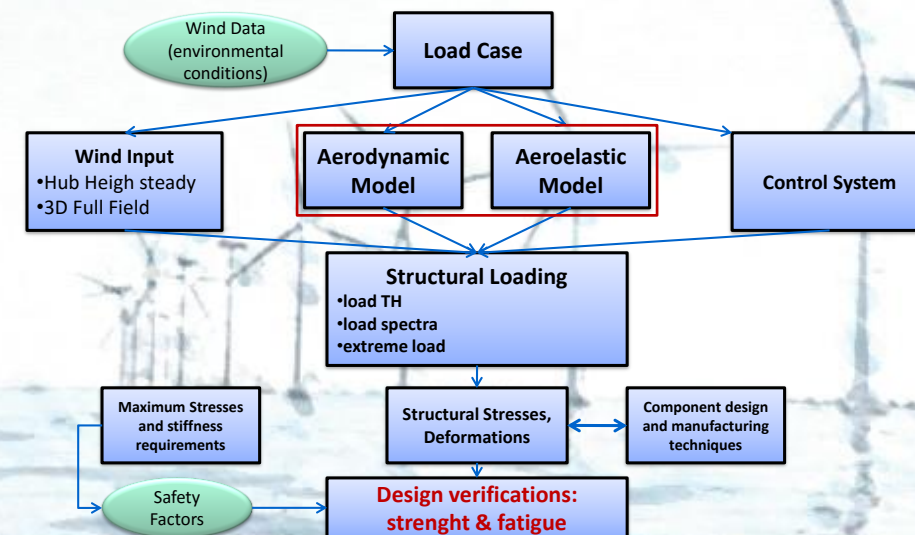 Wind Data
(environmental
conditions)
Load Case
Wind Input
•Hub Heigh steady
•3D Full Field
Aerodynamic
Model
Aeroelastic
Model
Control System
Structural Loading
•load TH
•load spectra
•extreme load
Maximum Stresses
and stiffness
requirements
Structural Stresses,
Deformations
Component design
and manufacturing
techniques
Safety
Factors
Design verifications:
strenght & fatigue